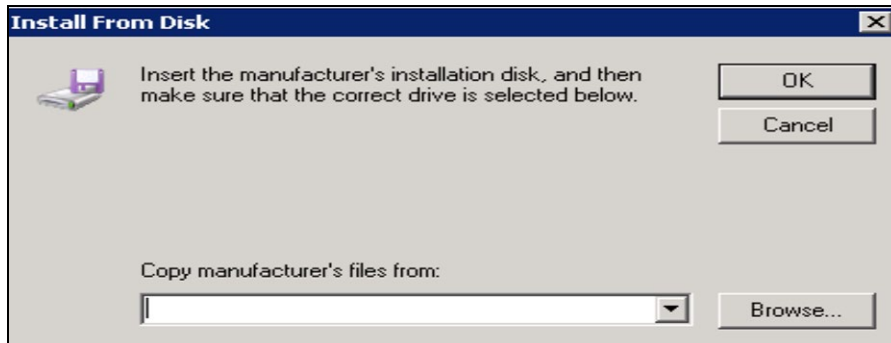 Install From Disk
Insert the manufacturer's installation disk, and then
make sure that the correct drive is selected below.
OK
Cancel
Copy manufacturer's files from:
Browse...